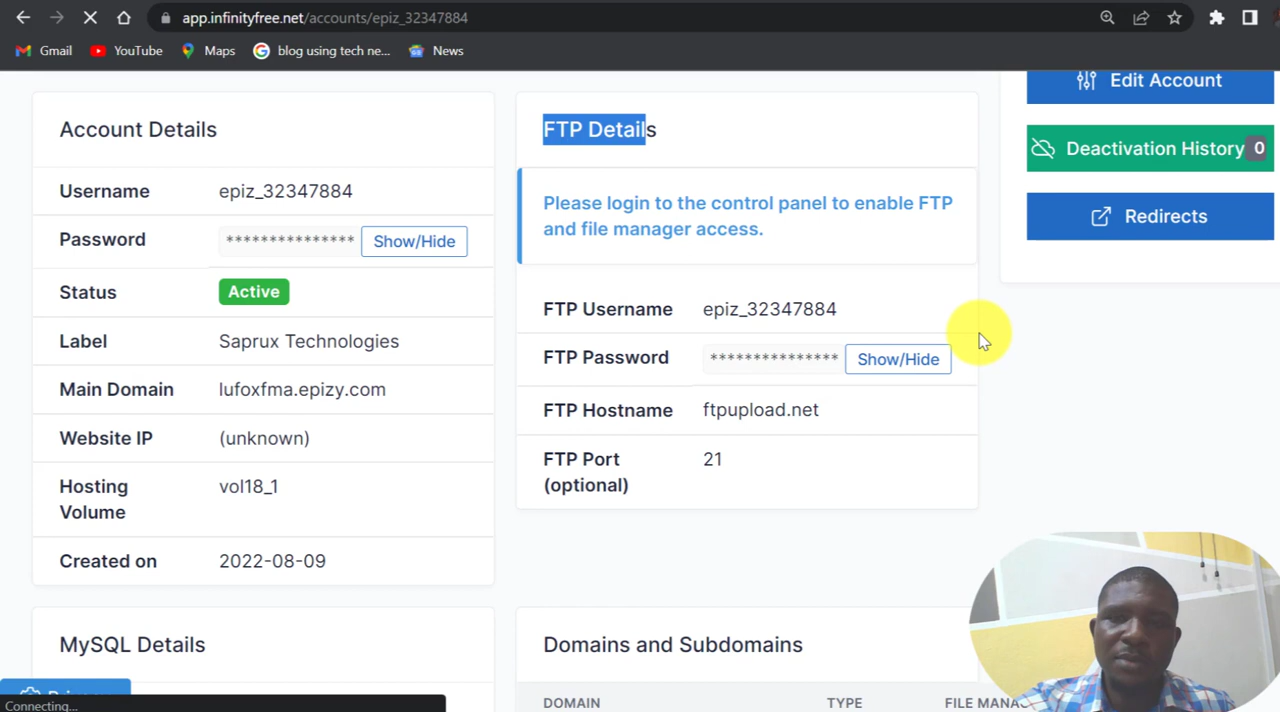 app.infinityfree.net/accounts/epiz_32347884
Gmail
YouTube
Maps
blog using tech ne...
News
Account Details
Username epiz_32347884
Password *************** Show/Hide
Status Active
Label Saprux Technologies
Main Domain lufoxfma.epizy.com
Website IP (unknown)
Hosting vol18_1
Volume
Created on 2022-08-09
FTP Details
Please login to the control panel to enable FTP
and file manager access.
FTP Username epiz_32347884
FTP Password *************** Show/Hide
FTP Hostname ftpupload.net
FTP Port 21
(optional)
Edit Account
Deactivation History 0
Redirects
MySQL Details
Domains and Subdomains
DOMAIN TYPE FILE MANA
Connecting...